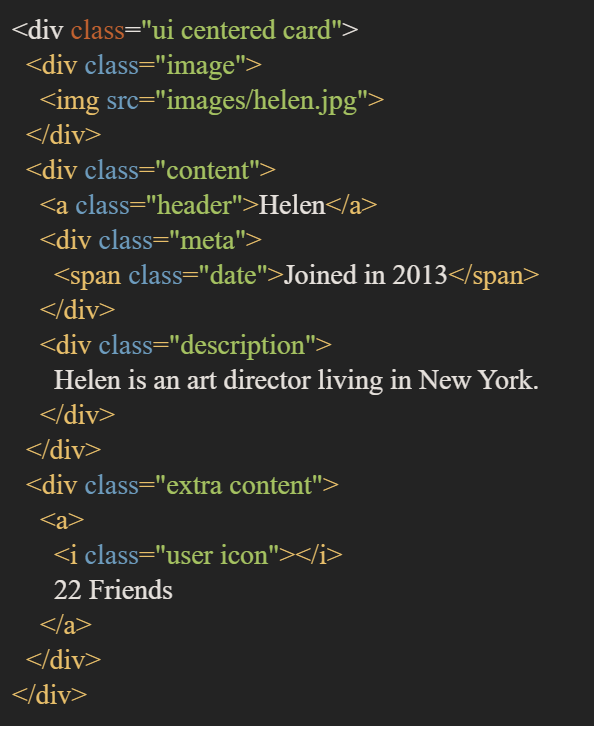 <div class="ui centered card">
  <div class="image">
    <img src="images/helen.jpg">
  </div>
  <div class="content">
    <a class="header">Helen</a>
    <div class="meta">
      <span class="date">Joined in 2013</span>
    </div>
    <div class="description">
      Helen is an art director living in New York.
    </div>
  </div>
  <div class="extra content">
    <a>
      <i class="user icon"></i>
      22 Friends
    </a>
  </div>
</div>